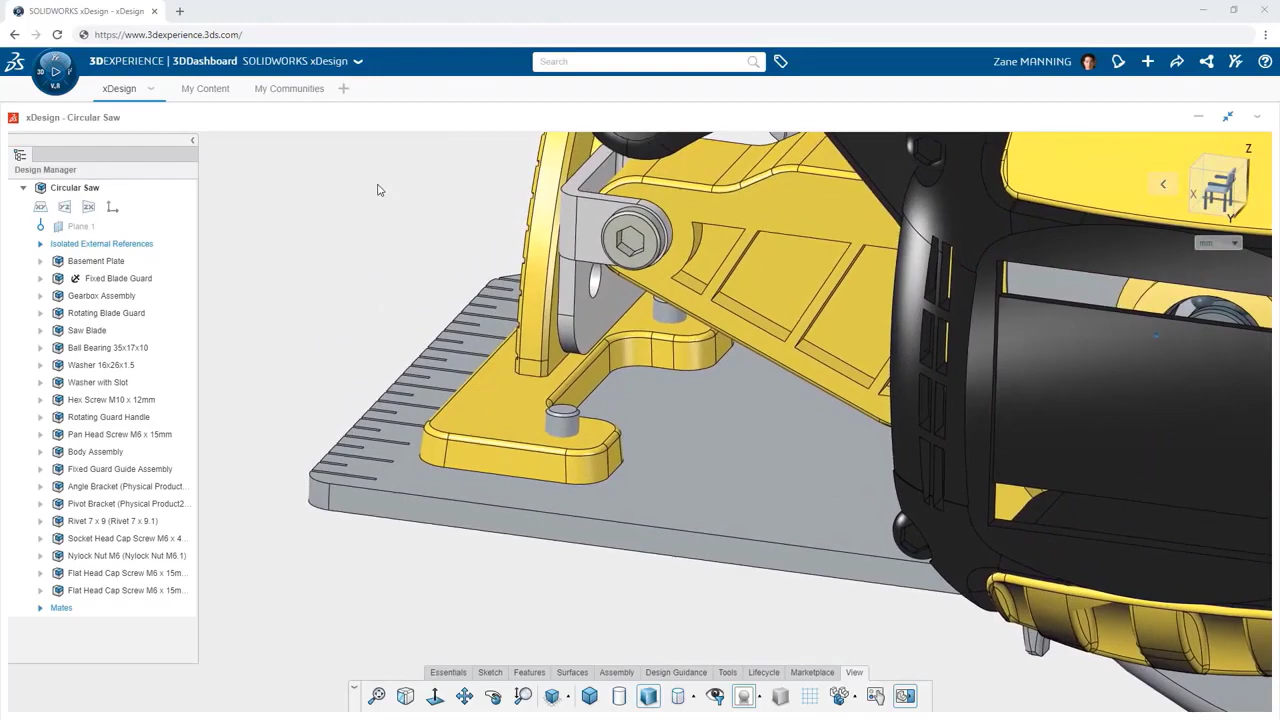 SOLIDWORKS xDesign - xDesign
https://www.3dexperience.3ds.com/
3D
V.R
3DEXPERIENCE | 3DDashboard SOLIDWORKS xDesign
Search
Zane MANNING
xDesign
My Content
My Communities
xDesign - Circular Saw
Design Manager
Circular Saw
XY
YZ
ZX
Plane 1
Isolated External References
Basement Plate
Fixed Blade Guard
Gearbox Assembly
Rotating Blade Guard
Saw Blade
Ball Bearing 35x17x10
Washer 16x26x1.5
Washer with Slot
Hex Screw M10 x 12mm
Rotating Guard Handle
Pan Head Screw M6 x 15mm
Body Assembly
Fixed Guard Guide Assembly
Angle Bracket (Physical Product...
Pivot Bracket (Physical Product2...
Rivet 7 x 9 (Rivet 7 x 9.1)
Socket Head Cap Screw M6 x 4...
Nylock Nut M6 (Nylock Nut M6.1)
Flat Head Cap Screw M6 x 15m...
Flat Head Cap Screw M6 x 15m...
Mates
Z
X
Y
mm
Essentials
Sketch
Features
Surfaces
Assembly
Design Guidance
Tools
Lifecycle
Marketplace
View